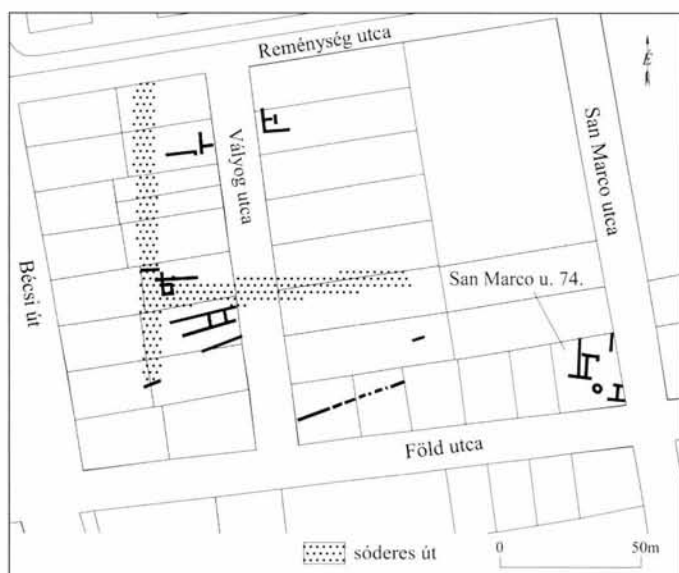 Reménység utca
É
Vályog utca
San Marco utca
Bécsi út
San Marco u. 74.
Föld utca
sóderes út
0
50m